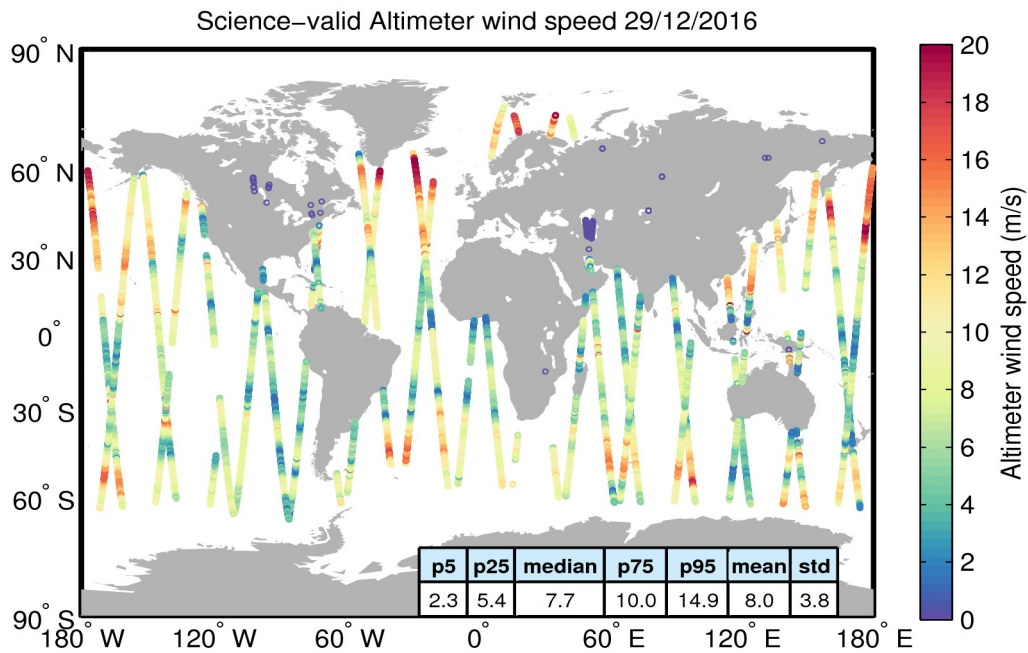 Science−valid Altimeter wind speed 29/12/2016
90° N
60° N
30° N
0°
30° S
60° S
90° S
180° W
120° W
60° W
0°
60° E
120° E
180° E
p5 p25 median p75 p95 mean std
2.3 5.4 7.7 10.0 14.9 8.0 3.8
20
18
16
14
12
10
8
6
4
2
0
Altimeter wind speed (m/s)